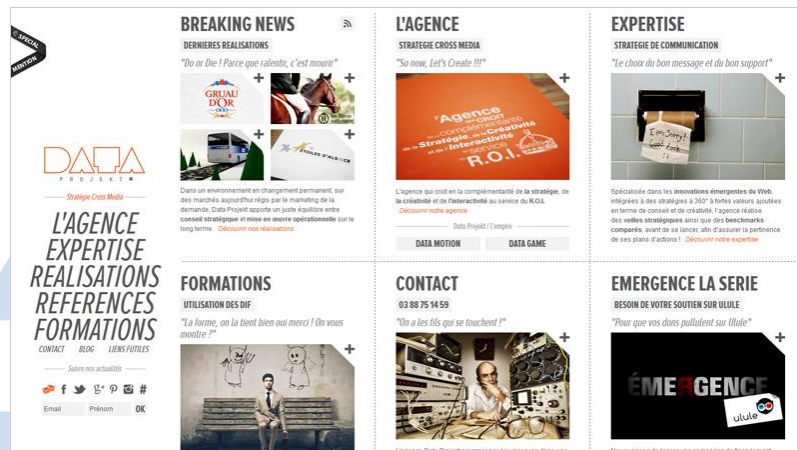 SPECIAL
MENTION
DATA
PROJEKT
Stratégie Cross Media
L'AGENCE
EXPERTISE
REALISATIONS
REFERENCES
FORMATIONS
CONTACT BLOG LIENS FUTILES
Suivre nos actualités
Email Prénom OK
BREAKING NEWS
DERNIERES REALISATIONS
"Do or Die ! Parce que ralentir, c'est mourir"
GRUAU
D'OR
ETOILES D'ALSACE
Dans un environnement en changement permanent, sur
des marchés aujourd'hui régis par le marketing de la
demande, Data Projekt apporte un juste équilibre entre
conseil stratégique et mise en œuvre opérationnelle sur le
long terme. Découvrir nos réalisations
L'AGENCE
STRATEGIE CROSS MEDIA
"So now, Let's Create !!!"
l'Agence
qui CROIT
en la complémentarité
de la Stratégie, de la Créativité
et de l'Interactivité
au service du
R.O.I.
L'agence qui croit en la complémentarité de la stratégie, de
la créativité et de l'interactivité au service du R.O.I.
Découvrir notre agence
Data Projekt / L'empire
DATA MOTION DATA GAME
EXPERTISE
STRATEGIE DE COMMUNICATION
"Le choix du bon message et du bon support"
I'm Sorry!
Good luck
Spécialisée dans les innovations émergentes du Web,
intégrées à des stratégies à 360° à fortes valeurs ajoutées
en terme de conseil et de créativité, l'agence réalise
des veilles stratégiques ainsi que des benchmarks
comparés, avant de se lancer, afin d'assurer la pertinence
de ses plans d'actions ! Découvrir notre expertise
FORMATIONS
UTILISATION DES DIF
"La forme, on la tient bien oui merci ! On vous
montre ?"
CONTACT
03 88 75 14 59
"On a les fils qui se touchent !"
EMERGENCE LA SERIE
BESOIN DE VOTRE SOUTIEN SUR ULULE
"Pour que vos dons pullulent sur Ulule"
ÉMERGENCE
ulule